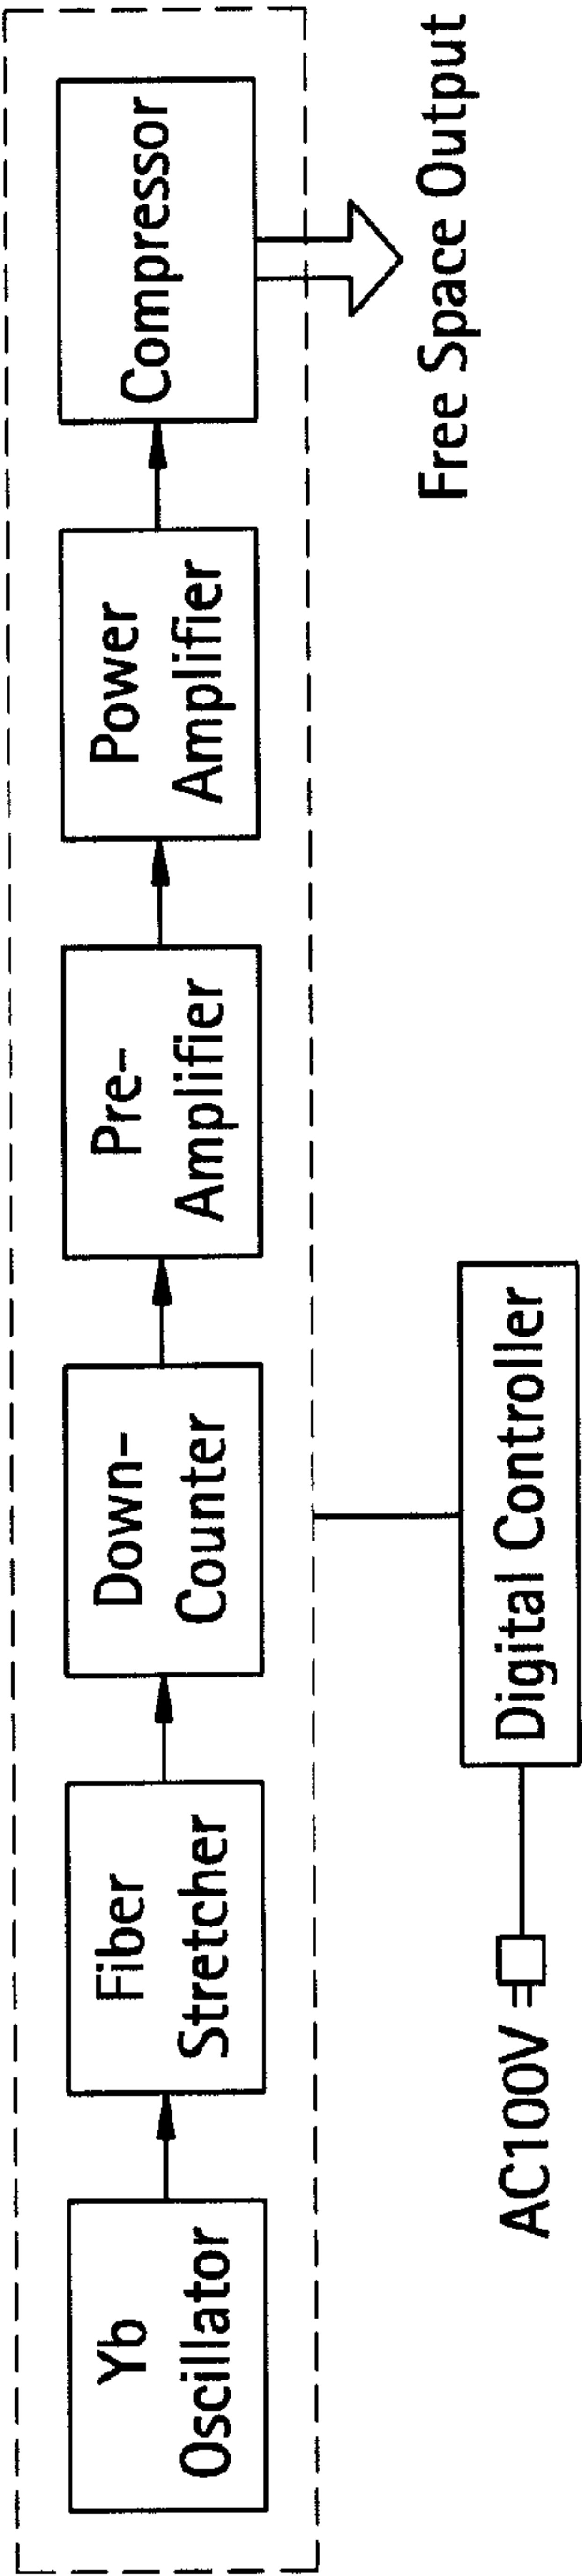 Yb
Oscillator
Fiber
Stretcher
Down-
Counter
Pre-
Amplifier
Power
Amplifier
Compressor
Free Space Output
AC100V
Digital Controller